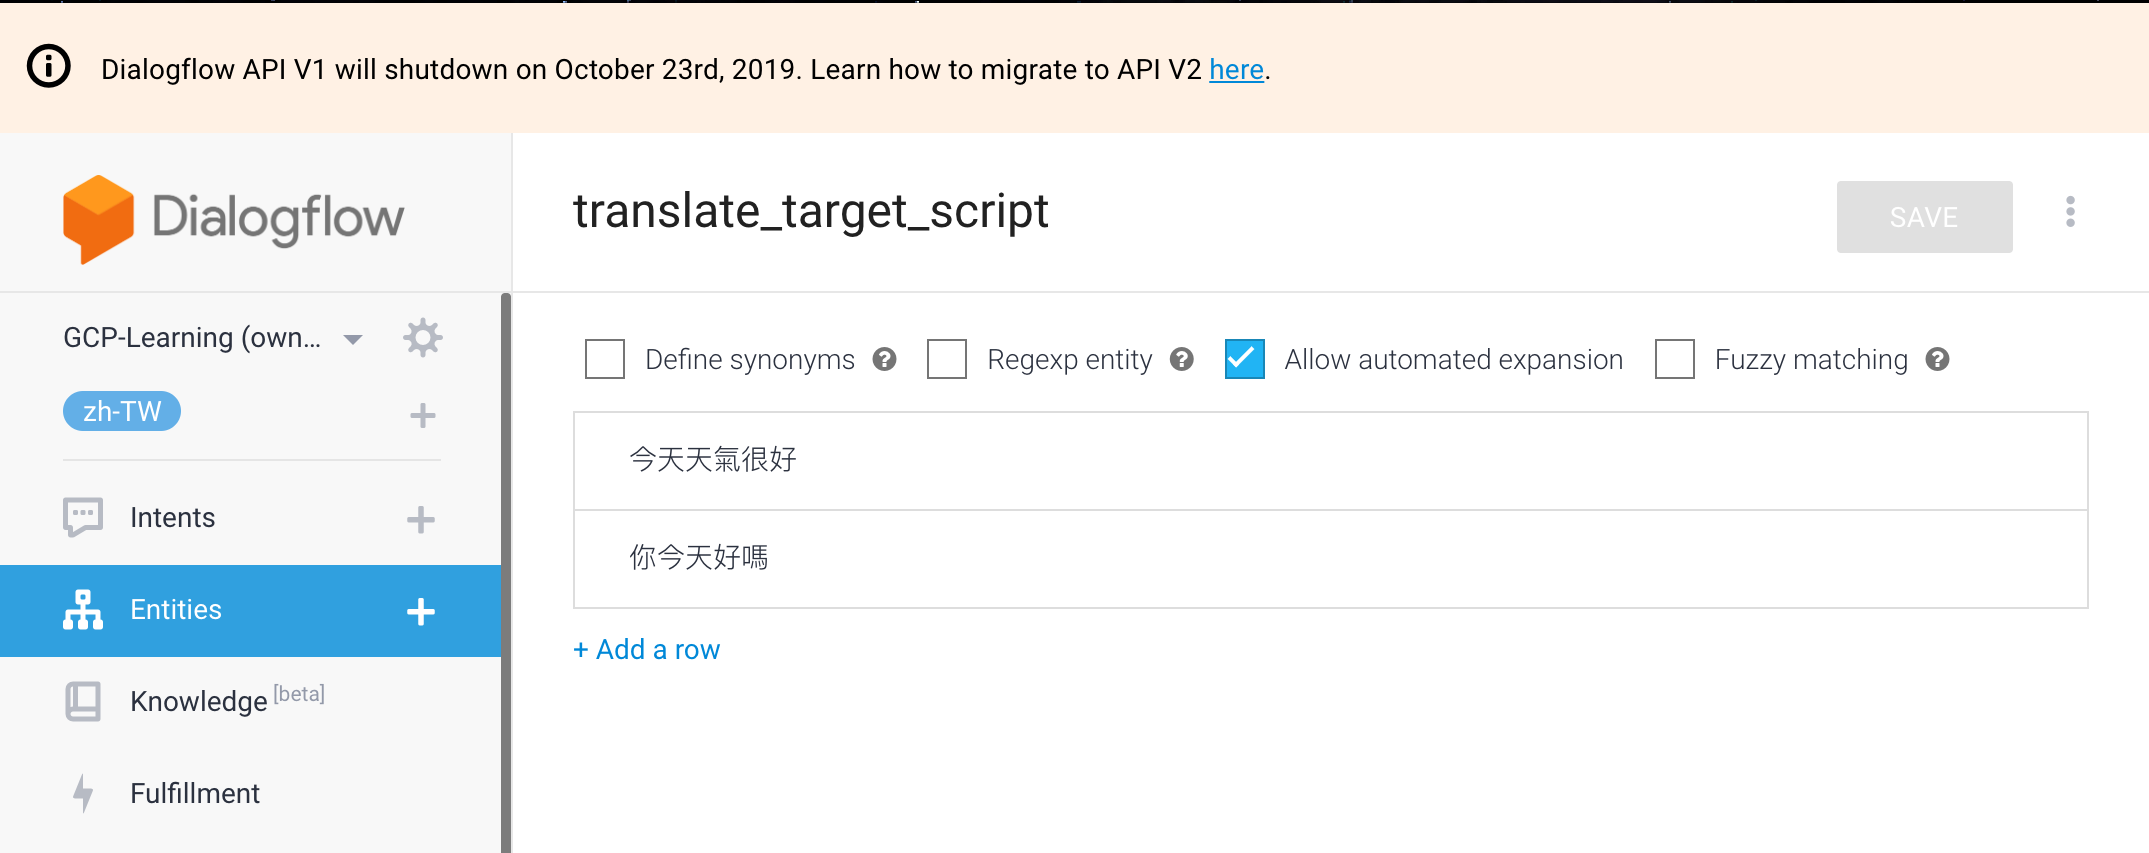 Dialogflow API V1 will shutdown on October 23rd, 2019. Learn how to migrate to API V2 here.
Dialogflow
translate_target_script
SAVE
GCP-Learning (own...
zh-TW
Intents
Entities
Knowledge [beta]
Fulfillment
Define synonyms
Regexp entity
Allow automated expansion
Fuzzy matching
今天天氣很好
你今天好嗎
+ Add a row